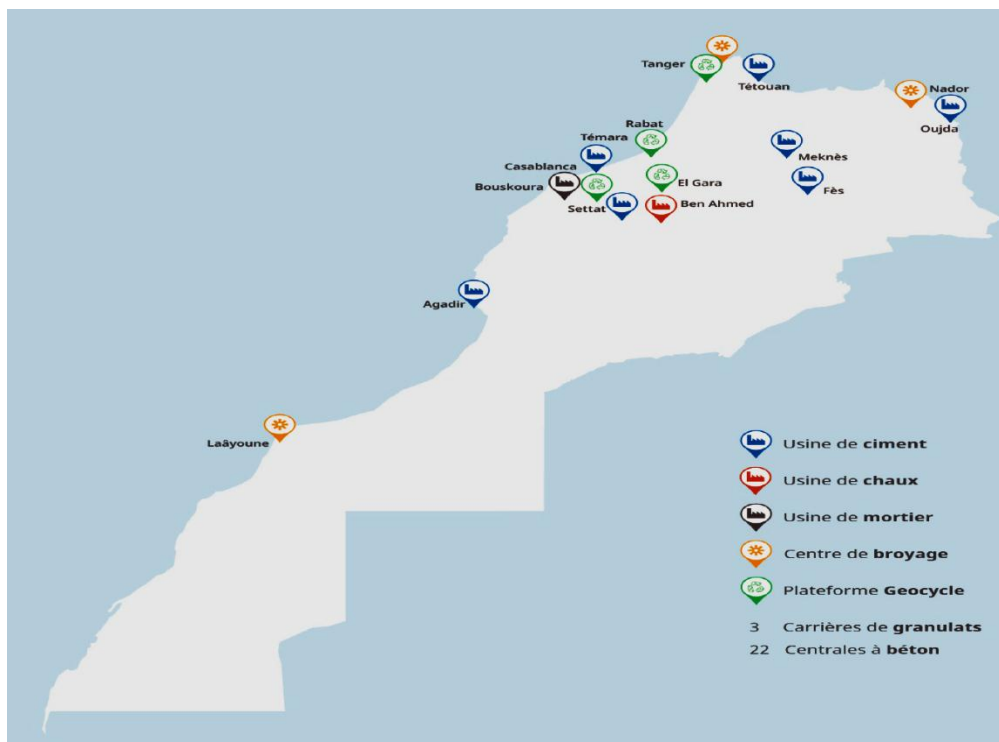 Tanger
Tétouan
Nador
Oujda
Rabat
Témara
Meknès
Casablanca
Bouskoura
El Gara
Fès
Settat
Ben Ahmed
Agadir
Laâyoune
Usine de ciment
Usine de chaux
Usine de mortier
Centre de broyage
Plateforme Geocycle
3 Carrières de granulats
22 Centrales à béton